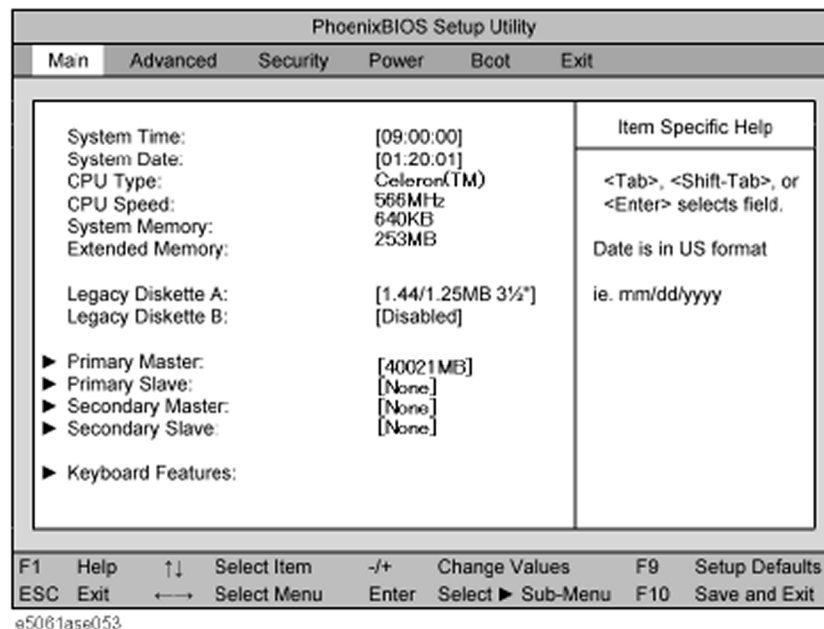 PhoenixBIOS Setup Utility
Main Advanced Security Power Boot Exit
System Time: [09:00:00]
System Date: [01:20:01]
CPU Type: Celeron(TM)
CPU Speed: 566MHz
System Memory: 640KB
Extended Memory: 253MB
Legacy Diskette A: [1.44/1.25MB 3½"]
Legacy Diskette B: [Disabled]
► Primary Master: [40021MB]
► Primary Slave: [None]
► Secondary Master: [None]
► Secondary Slave: [None]
► Keyboard Features:
Item Specific Help
<Tab>, <Shift-Tab>, or
<Enter> selects field.
Date is in US format
ie. mm/dd/yyyy
F1 Help ↑↓ Select Item -/+ Change Values F9 Setup Defaults
ESC Exit ←→ Select Menu Enter Select ► Sub-Menu F10 Save and Exit
e5061ase053